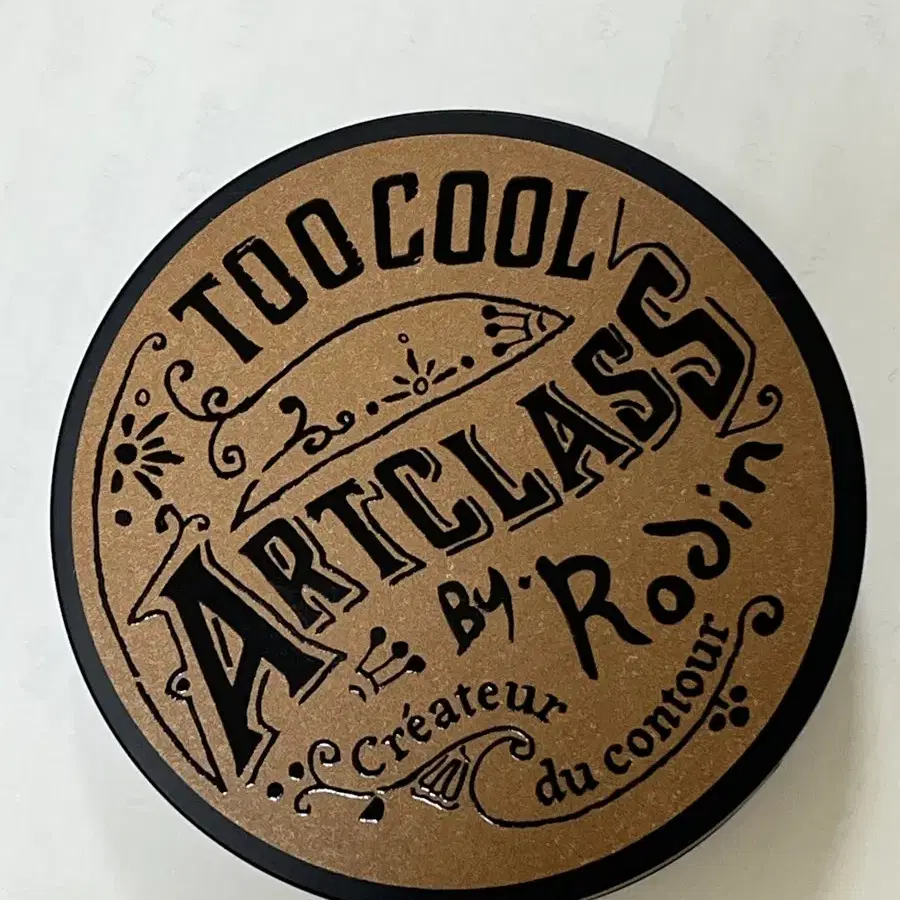 TOO COOL
ARTCLASS
By. Rodin
Créateur
du contour